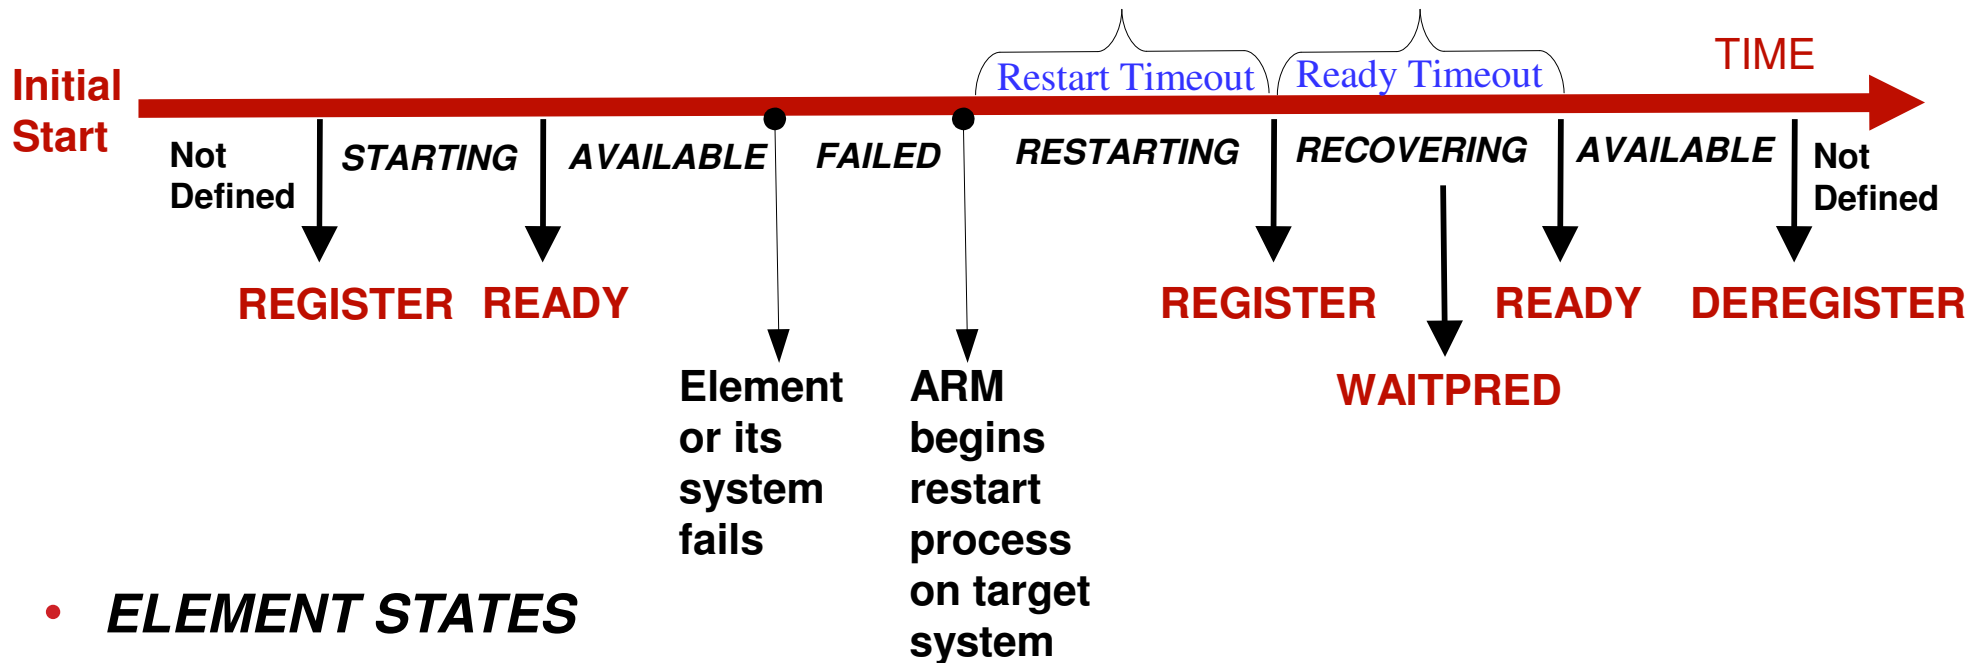 Restart Timeout Ready Timeout TIME
Initial
Start
Not
Defined
STARTING AVAILABLE FAILED RESTARTING RECOVERING AVAILABLE
Not
Defined
REGISTER READY REGISTER READY DEREGISTER
WAITPRED
Element
or its
system
fails
ARM
begins
restart
process
on target
system
• ELEMENT STATES